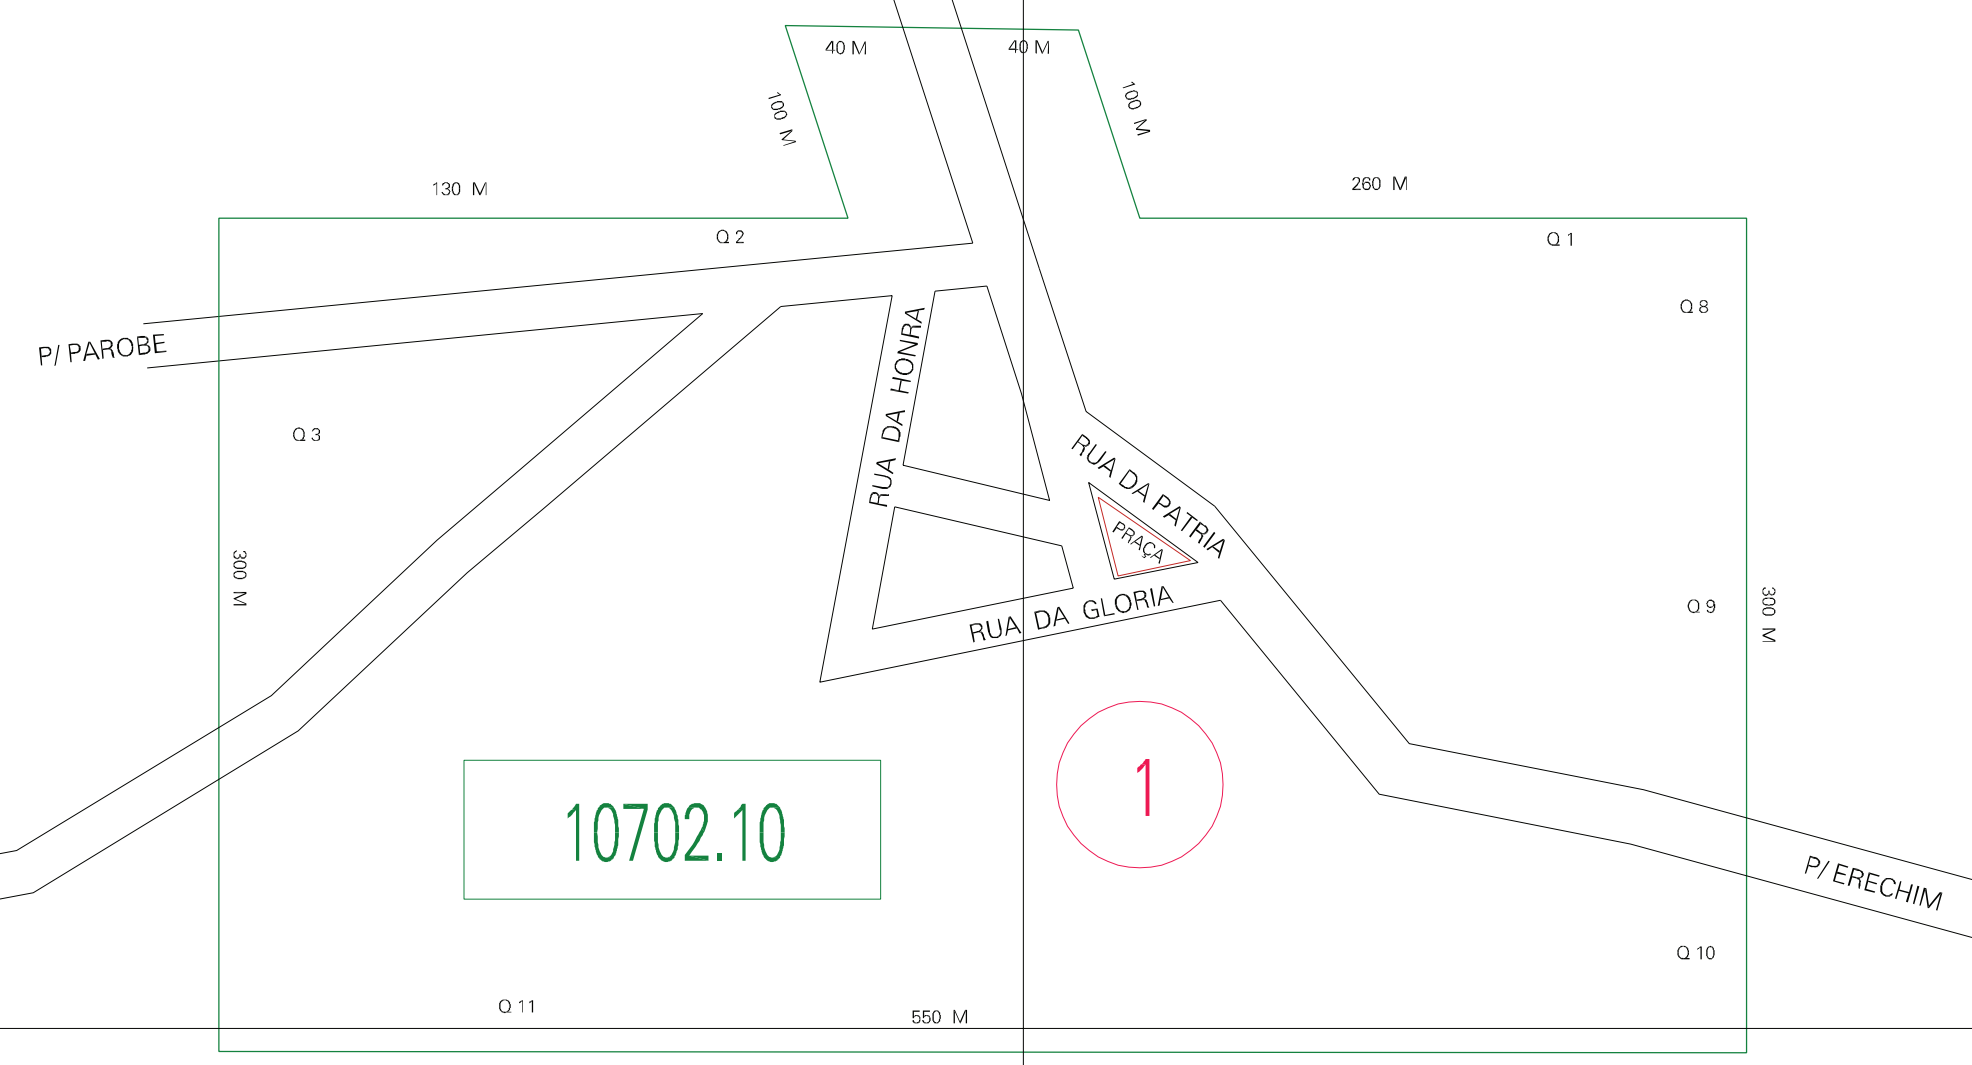 40 M
40 M
100 M
100 M
130 M
260 M
Q 2
Q 1
Q 8
P/ PAROBE
RUA DA HONRA
Q 3
RUA DA PATRIA
PRAÇA
300 M
RUA DA GLORIA
Q 9
300 M
1
10702.10
P/ ERECHIM
Q 10
Q 11
550 M